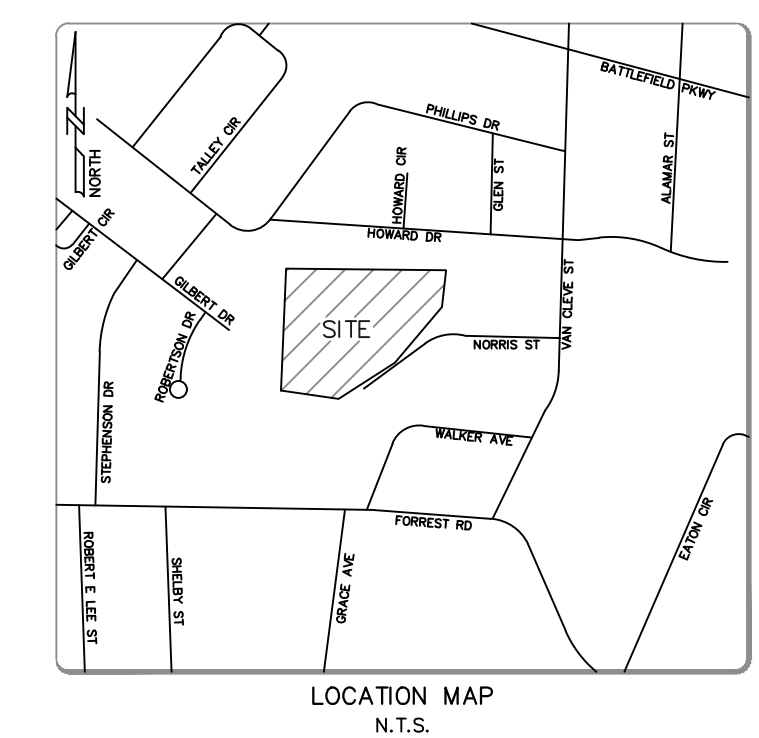 BATTLEFIELD PKWY
PHILLIPS DR
TALLEY CIR
NORTH
HOWARD CIR
GLEN ST
ALAMAR ST
GILBERT CIR
HOWARD DR
GILBERT DR
VAN CLEVE ST
SITE
ROBERTSON DR
NORRIS ST
STEPHENSON DR
WALKER AVE
FORREST RD
EATON CIR
ROBERT E LEE ST
SHELBY ST
GRACE AVE
LOCATION MAP
N.T.S.